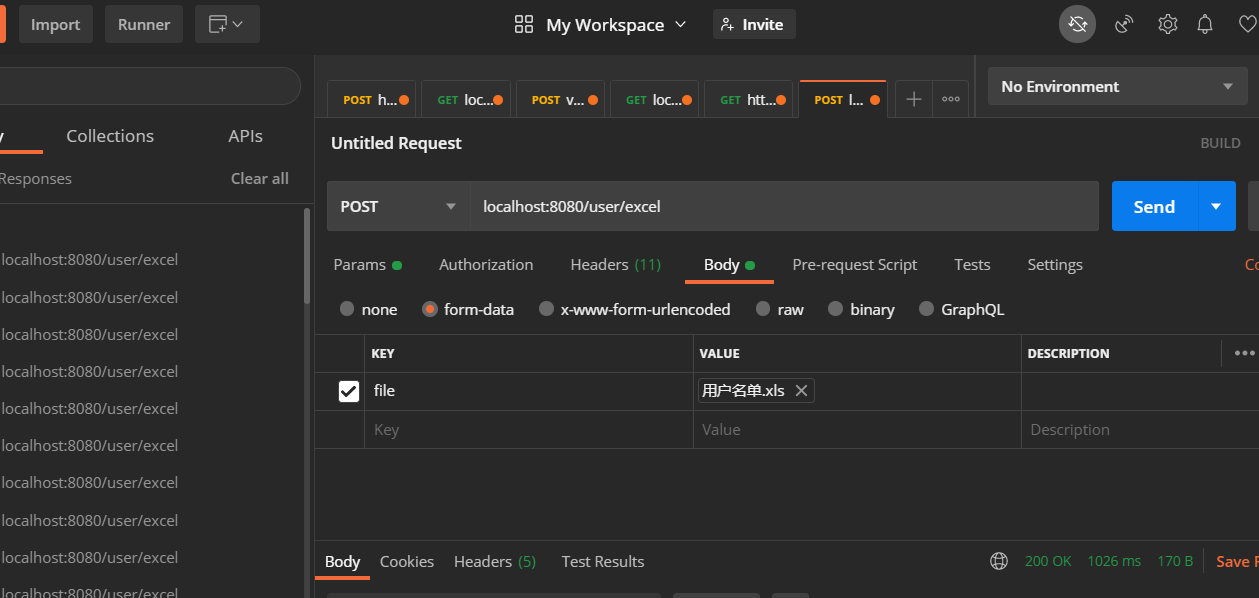 Import Runner My Workspace Invite
POST h... GET loc... POST v... GET loc... GET htt... POST l... No Environment
Collections APIs
Untitled Request BUILD
Responses Clear all
POST localhost:8080/user/excel Send
localhost:8080/user/excel
Params Authorization Headers (11) Body Pre-request Script Tests Settings
localhost:8080/user/excel
none form-data x-www-form-urlencoded raw binary GraphQL
localhost:8080/user/excel
KEY VALUE DESCRIPTION
localhost:8080/user/excel
file 用户名单.xls
localhost:8080/user/excel
Key Value Description
localhost:8080/user/excel
localhost:8080/user/excel
localhost:8080/user/excel
localhost:8080/user/excel
Body Cookies Headers (5) Test Results 200 OK 1026 ms 170 B Save
localhost:8080/user/excel